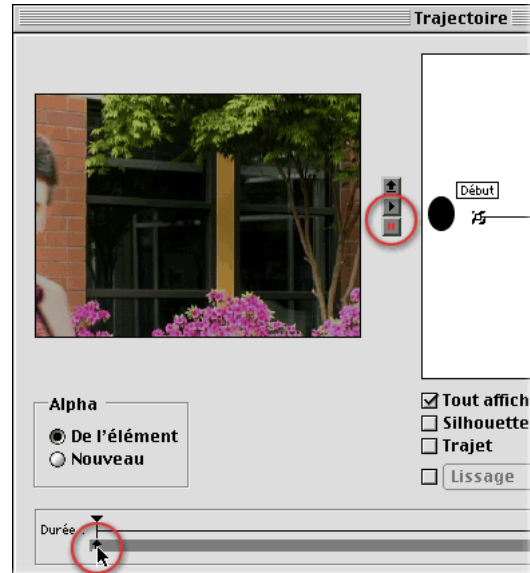 Trajectoire
Début
Alpha
De l'élément
Nouveau
Tout affich
Silhouette
Trajet
Lissage
Durée